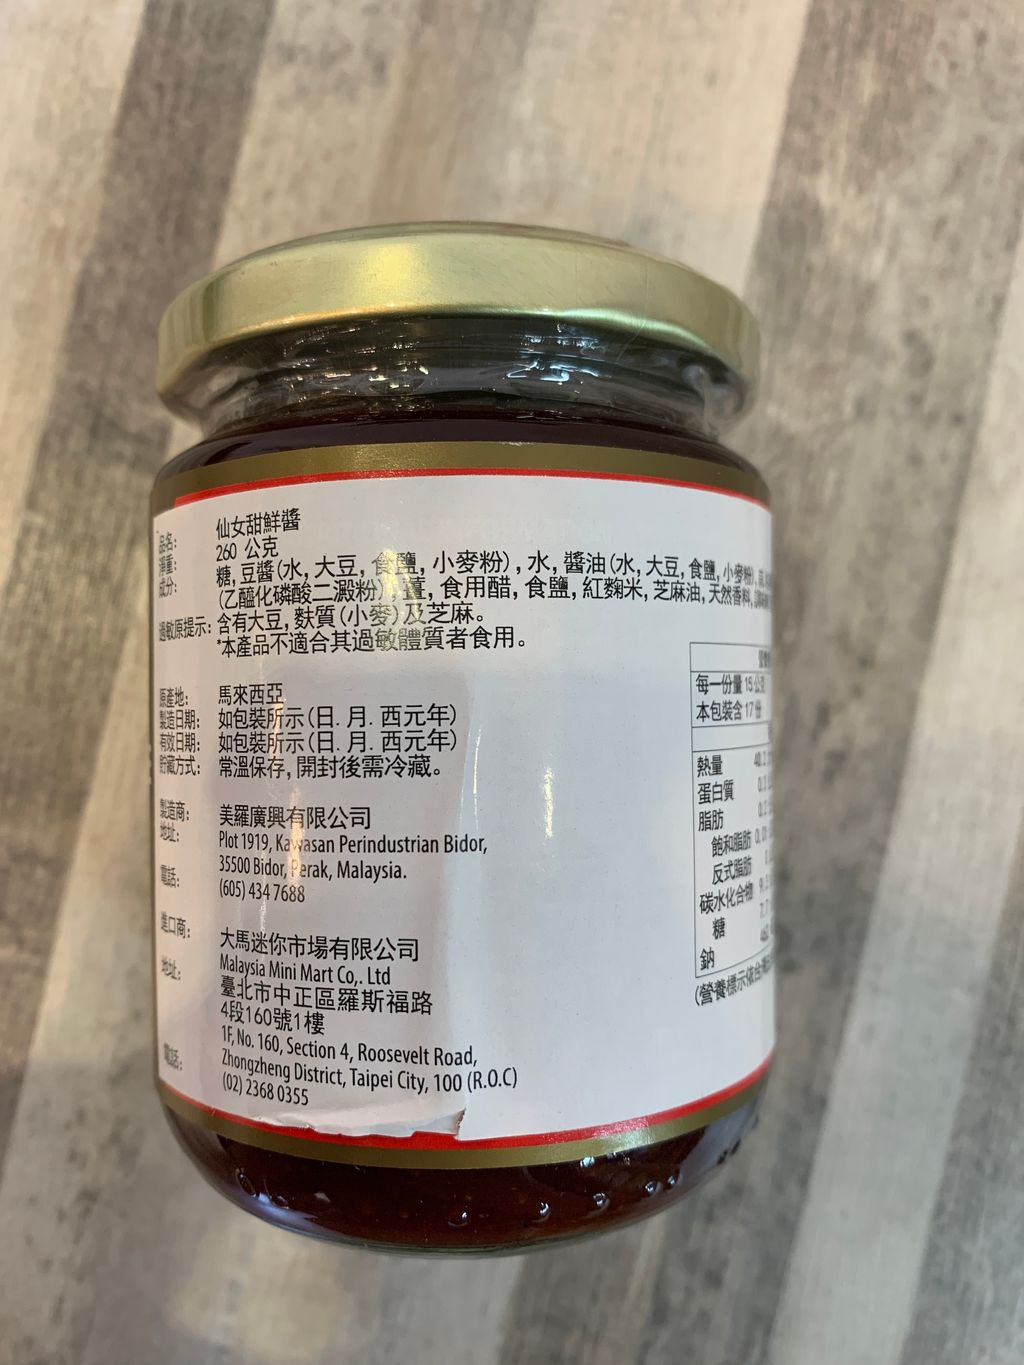 品名: 仙女甜鮮醬
淨重: 260 公克
成分: 糖, 豆醬 (水, 大豆, 食鹽, 小麥粉), 水, 醬油 (水, 大豆, 食鹽, 小麥粉),
(乙醯化磷酸二澱粉), 薑, 食用醋, 食鹽, 紅麴米, 芝麻油, 天然香料,
過敏原提示: 含有大豆, 麩質 (小麥) 及芝麻。
*本產品不適合其過敏體質者食用。
原產地: 馬來西亞
製造日期: 如包裝所示 (日. 月. 西元年)
有效日期: 如包裝所示 (日. 月. 西元年)
貯藏方式: 常溫保存, 開封後需冷藏。
製造商: 美羅廣興有限公司
地址: Plot 1919, Kawasan Perindustrian Bidor,
35500 Bidor, Perak, Malaysia.
電話: (605) 434 7688
進口商: 大馬迷你市場有限公司
Malaysia Mini Mart Co,. Ltd
地址: 臺北市中正區羅斯福路
4段160號1樓
1F, No. 160, Section 4, Roosevelt Road,
Zhongzheng District, Taipei City, 100 (R.O.C)
電話: (02) 2368 0355
每一份量 15 公克
本包裝含 17 份
熱量
蛋白質
脂肪
飽和脂肪
反式脂肪
碳水化合物
糖
鈉
(營養標示依台灣